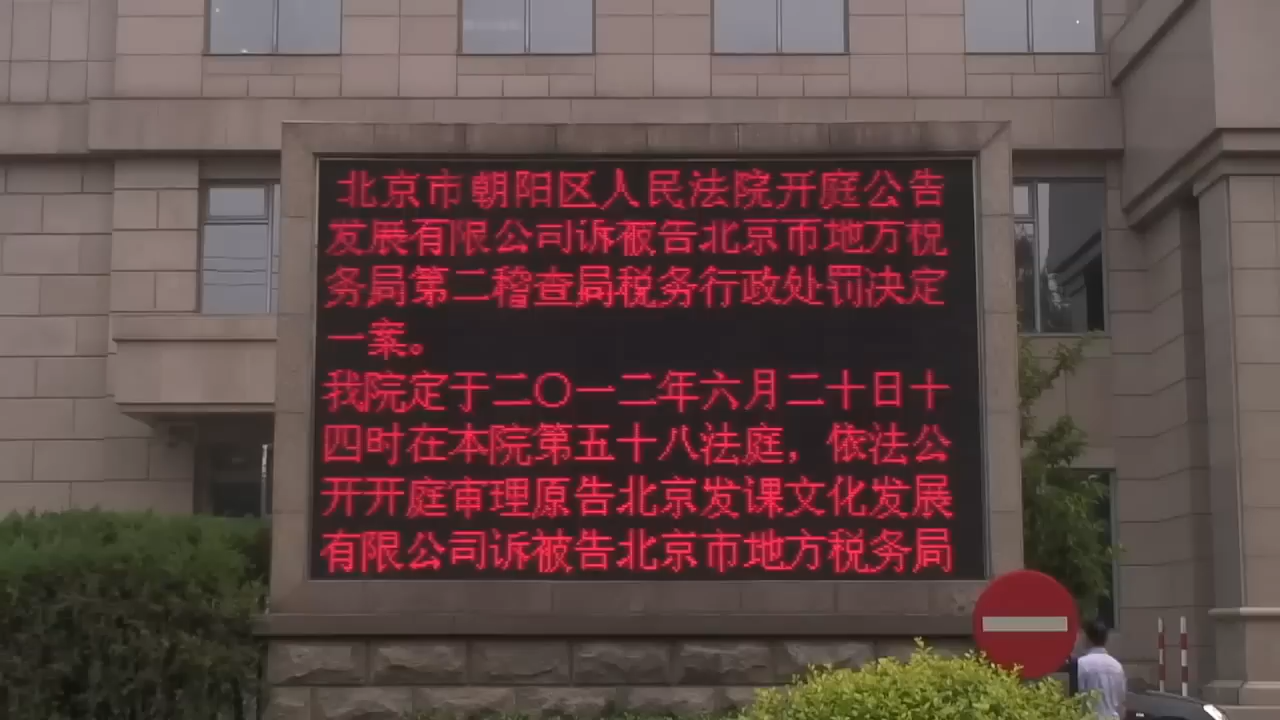 北京市朝阳区人民法院开庭公告
发展有限公司诉被告北京市地方税
务局第二稽查局税务行政处罚决定
一案。
我院定于二〇一二年六月二十日十
四时在本院第五十八法庭，依法公
开开庭审理原告北京发课文化发展
有限公司诉被告北京市地方税务局